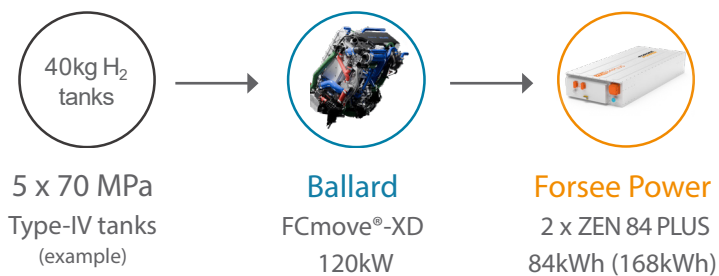 40kg H₂
tanks
5 x 70 MPa
Type-IV tanks
(example)
Ballard
FCmove®-XD
120kW
Forsee Power
2 x ZEN 84 PLUS
84kWh (168kWh)